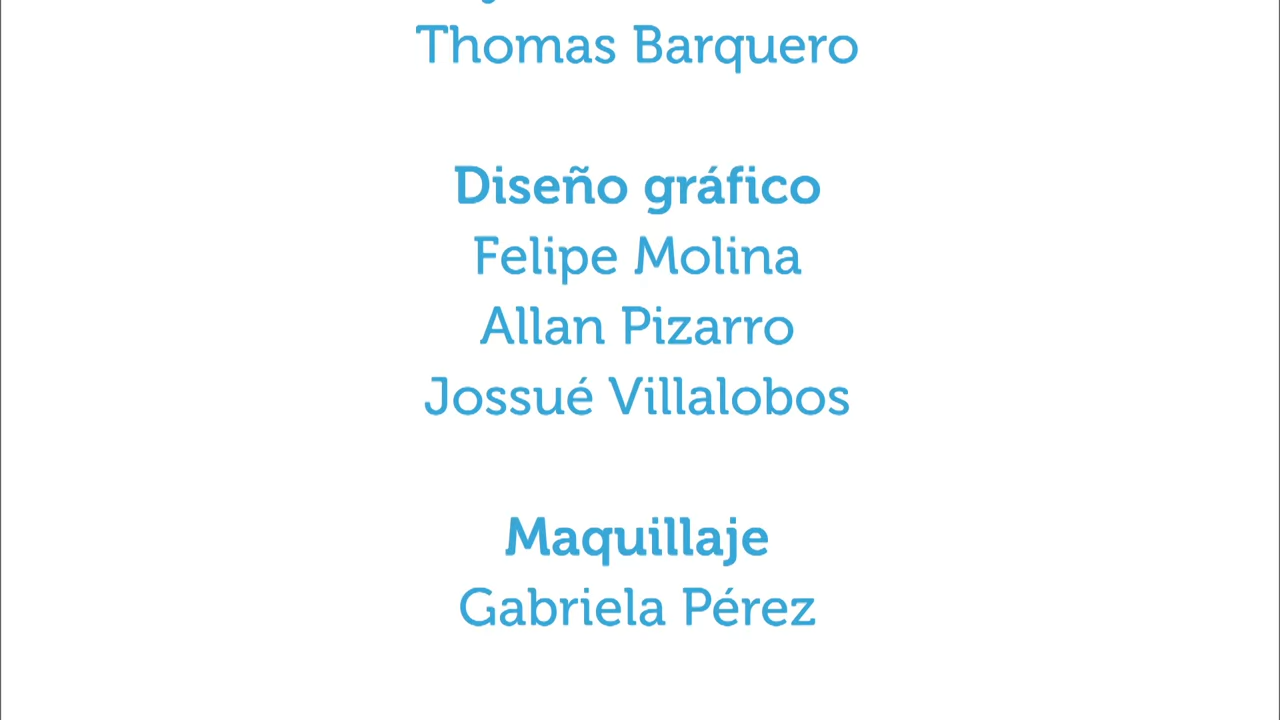 Thomas Barquero
Diseño gráfico
Felipe Molina
Allan Pizarro
Jossué Villalobos
Maquillaje
Gabriela Pérez